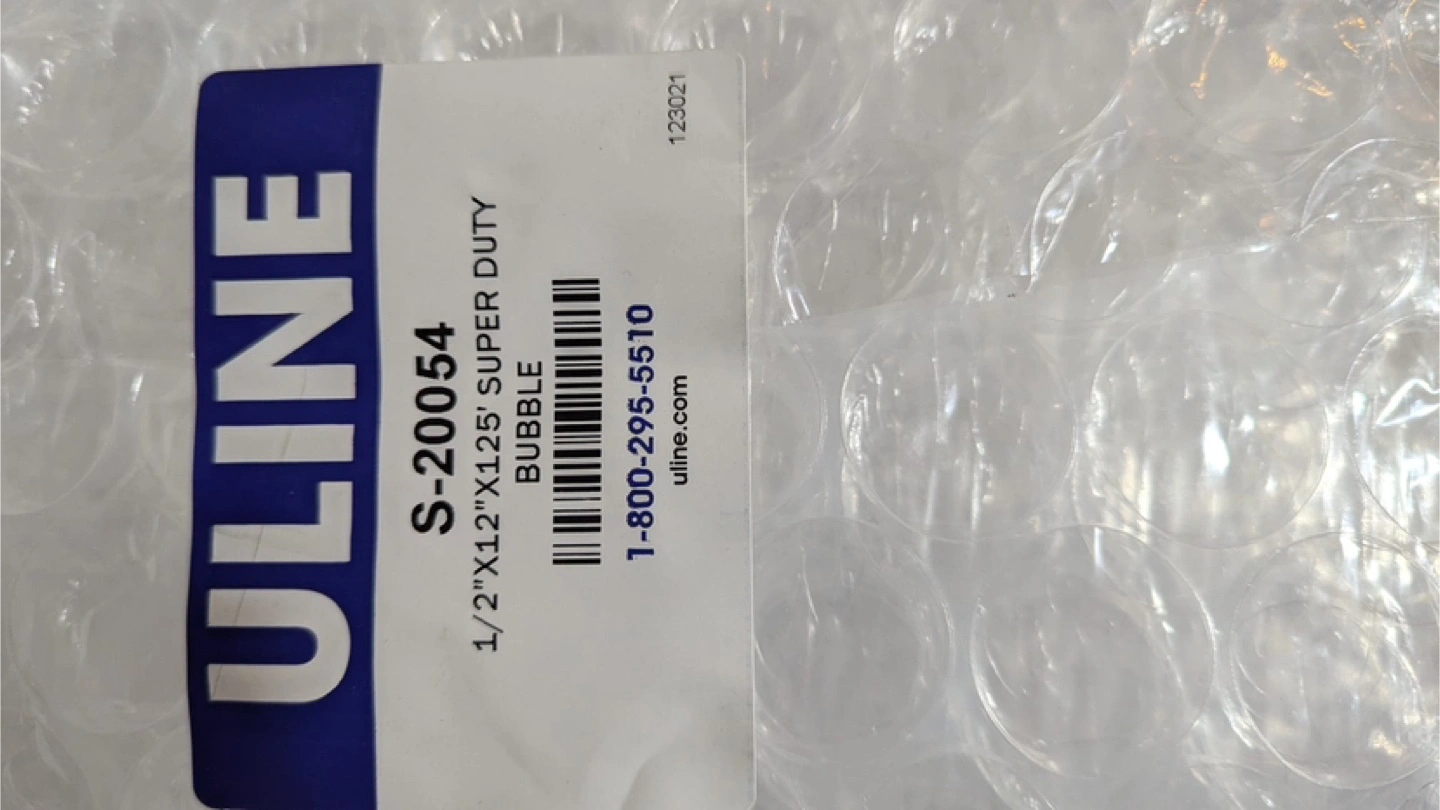 ULINE
S-20054
1/2"X12"X125' SUPER DUTY
BUBBLE
1-800-295-5510
uline.com
123021